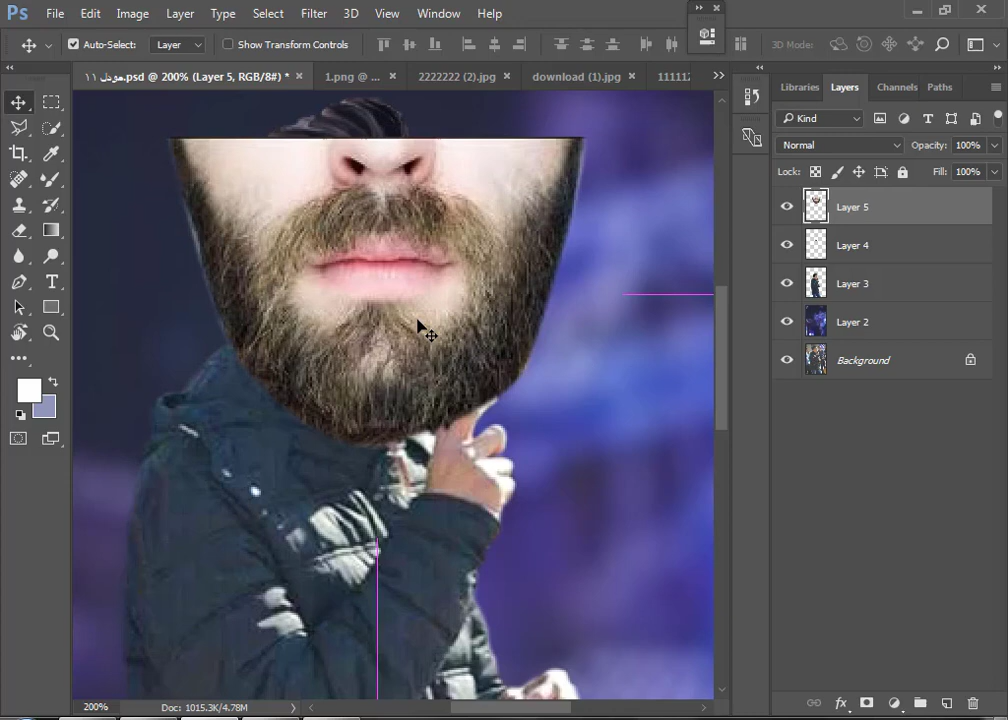 Ps File Edit Image Layer Type Select Filter 3D View Window Help
Auto-Select: Layer Show Transform Controls 3D Mode:
موديل ١١.psd @ 200% (Layer 5, RGB/8#) * 1.png @ ... 2222222 (2).jpg download (1).jpg 111112
Libraries Layers Channels Paths
Kind
Normal Opacity: 100%
Lock: Fill: 100%
Layer 5
Layer 4
Layer 3
Layer 2
Background
200% Doc: 1015.3K/4.78M